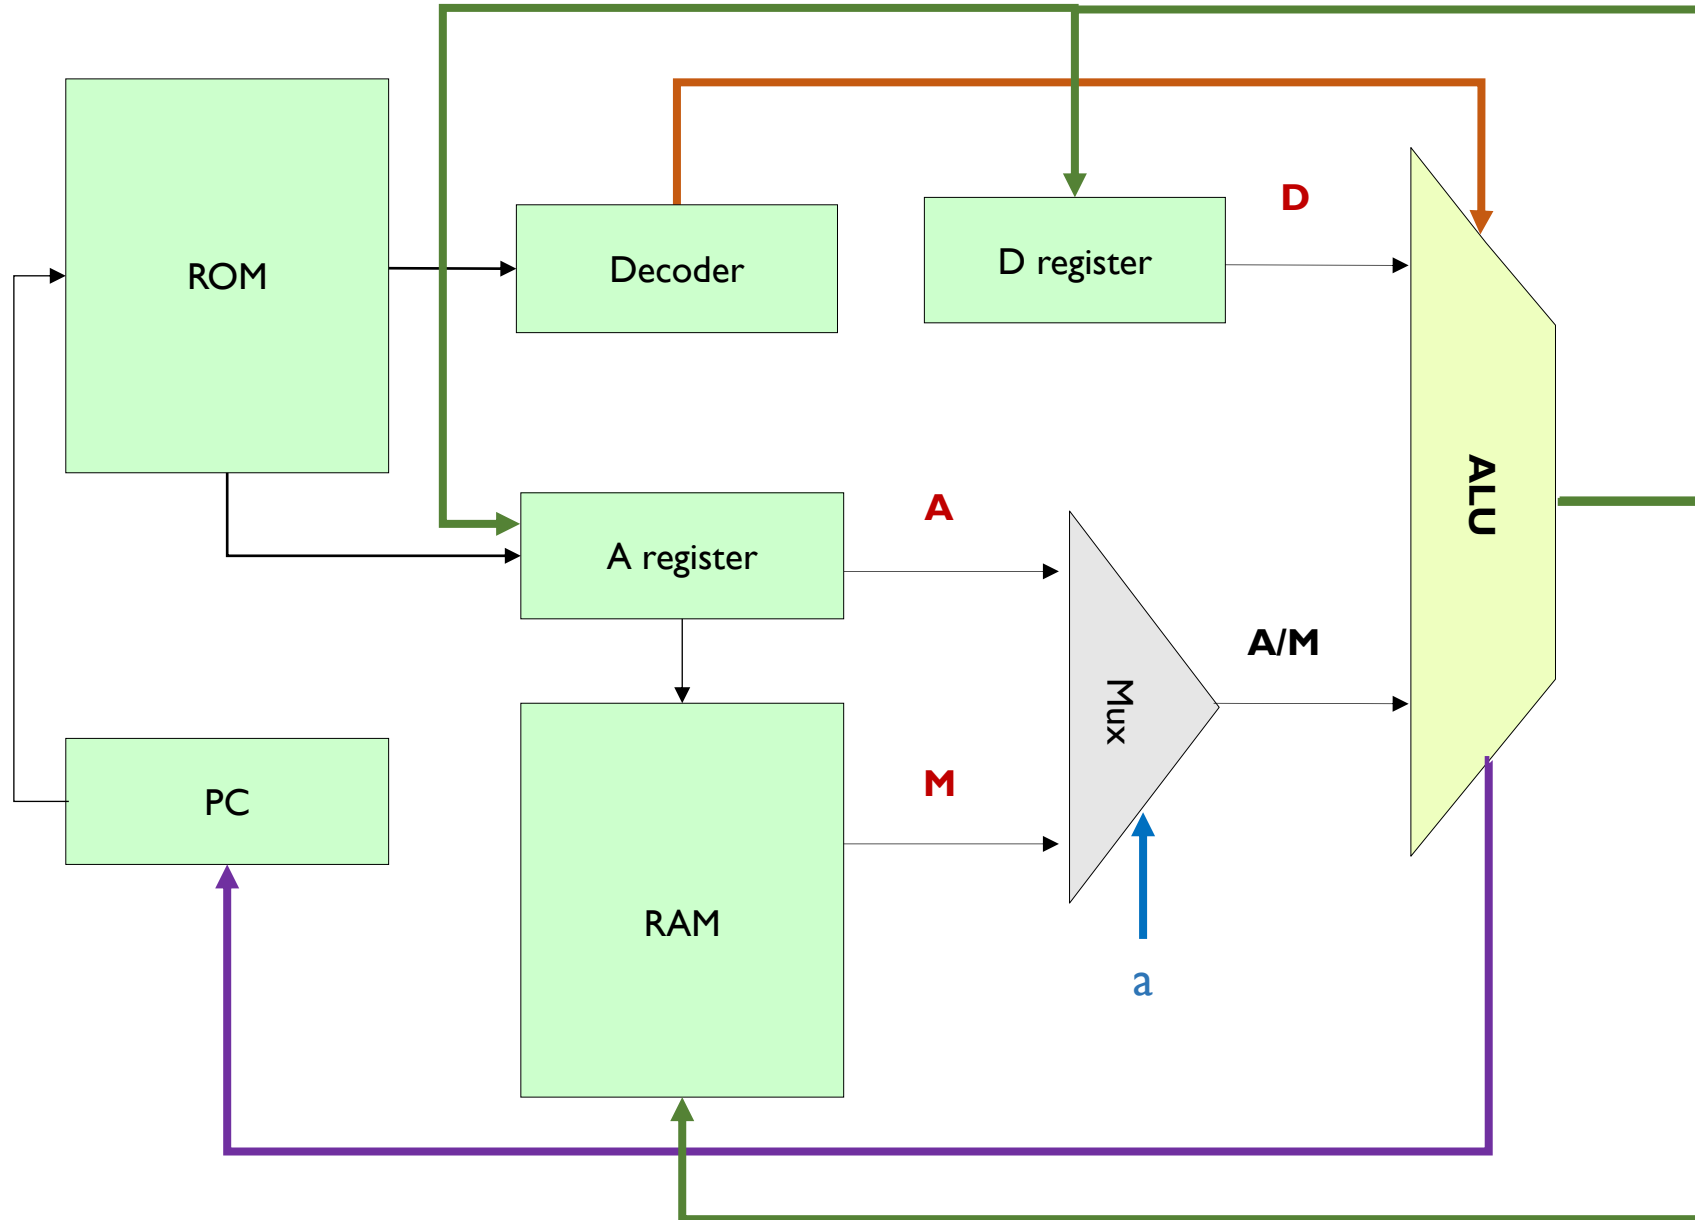 D
ROM
Decoder
D register
A
ALU
A register
A/M
Mux
M
PC
RAM
a